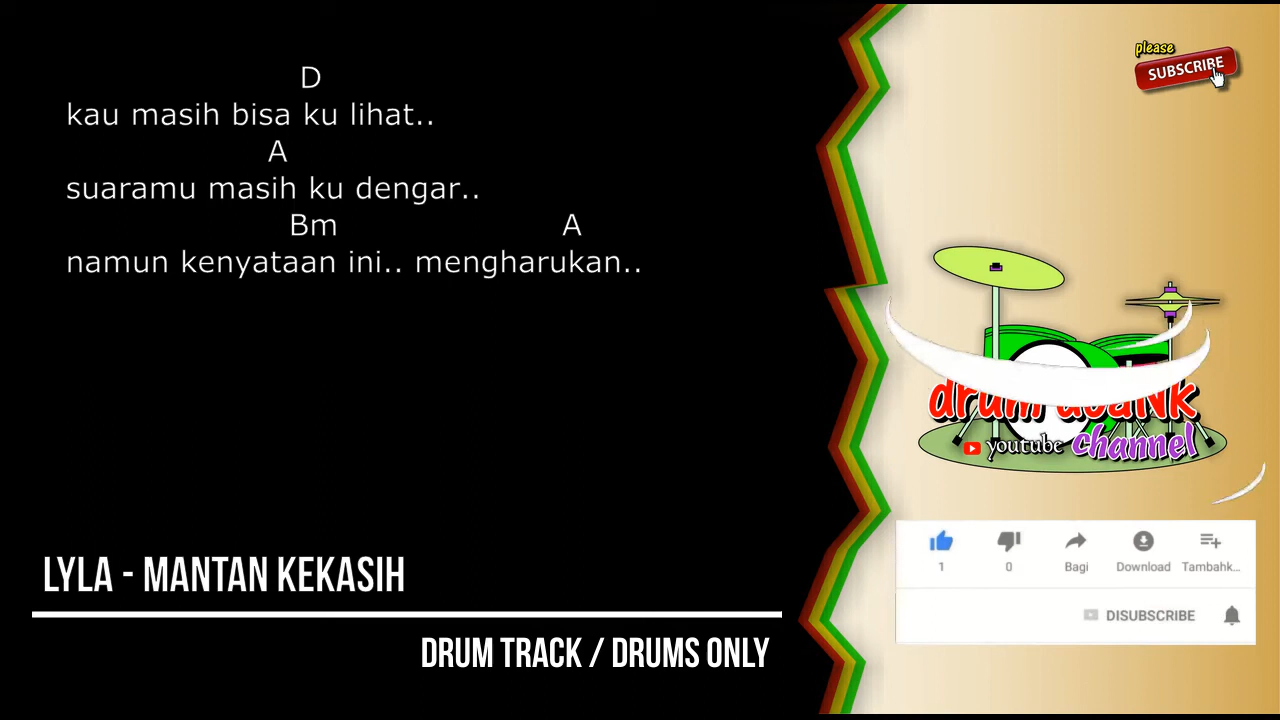 D
kau masih bisa ku lihat..
A
suaramu masih ku dengar..
Bm A
namun kenyataan ini.. mengharukan..
LYLA - MANTAN KEKASIH
DRUM TRACK / DRUMS ONLY
please
SUBSCRIBE
drum
youtube channel
1 0 Bagi Download Tambahk...
DISUBSCRIBE